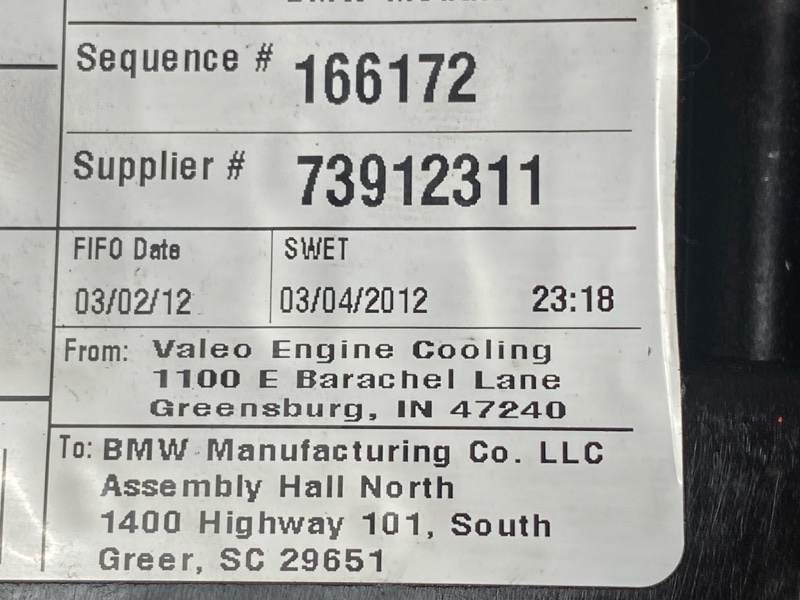 Sequence # 166172
Supplier # 73912311
FIFO Date SWET
03/02/12 03/04/2012 23:18
From: Valeo Engine Cooling
1100 E Barachel Lane
Greensburg, IN 47240
To: BMW Manufacturing Co. LLC
Assembly Hall North
1400 Highway 101, South
Greer, SC 29651